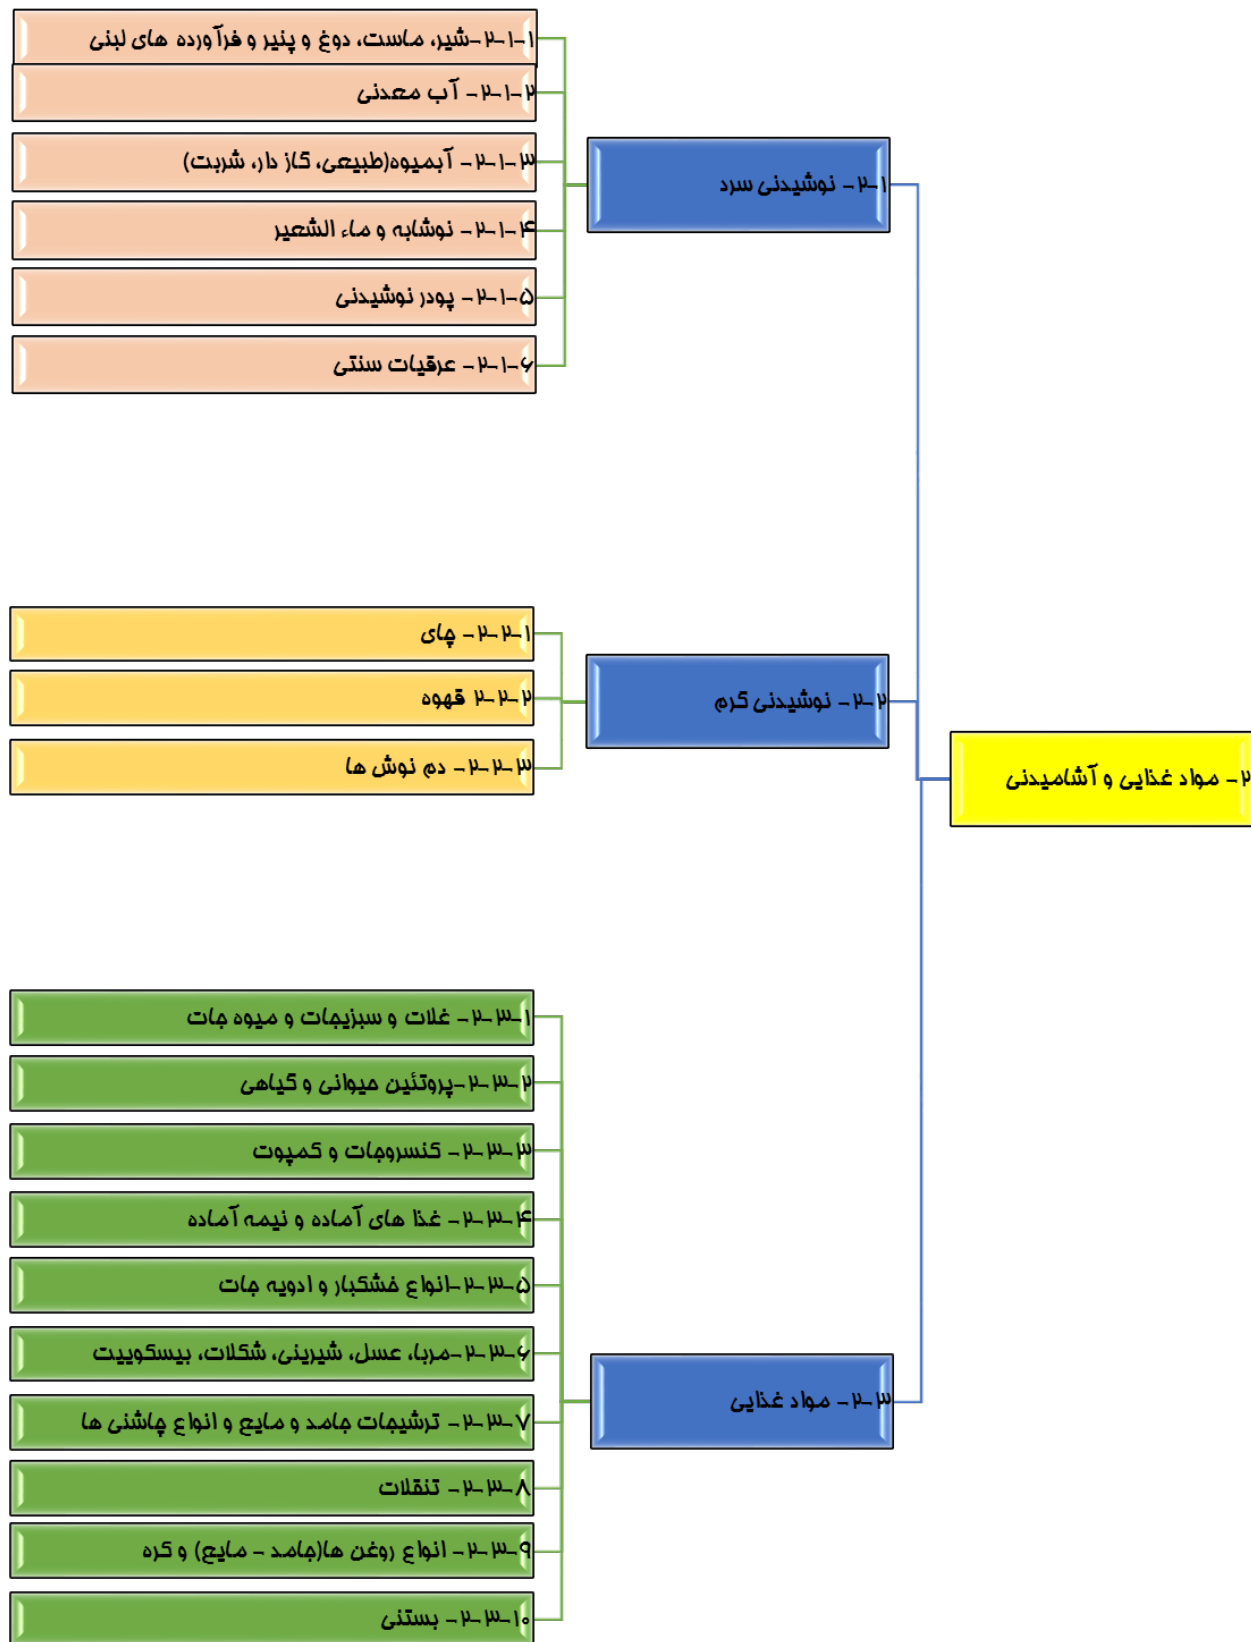 ۲- مواد غذایی و آشامیدنی
۲-۱- نوشیدنی سرد
۲-۱-۱-شیر، ماست، دوغ و پنیر و فرآورده های لبنی
۲-۱-۲- آب معدنی
۲-۱-۳- آبمیوه(طبیعی، گاز دار، شربت)
۲-۱-۴- نوشابه و ماء الشعیر
۲-۱-۵- پودر نوشیدنی
۲-۱-۶- عرقیات سنتی
۲-۲- نوشیدنی گرم
۲-۲-۱- چای
۲-۲-۲ قهوه
۲-۲-۳- دم نوش ها
۲-۳- مواد غذایی
۲-۳-۱- غلات و سبزیجات و میوه جات
۲-۳-۲-پروتئین حیوانی و گیاهی
۲-۳-۳- کنسروجات و کمپوت
۲-۳-۴- غذا های آماده و نیمه آماده
۲-۳-۵-انواع خشکبار و ادویه جات
۲-۳-۶-مربا، عسل، شیرینی، شکلات، بیسکوییت
۲-۳-۷- ترشیجات جامد و مایع و انواع چاشنی ها
۲-۳-۸- تنقلات
۲-۳-۹- انواع روغن ها(جامد - مایع) و کره
۲-۳-۱۰- بستنی